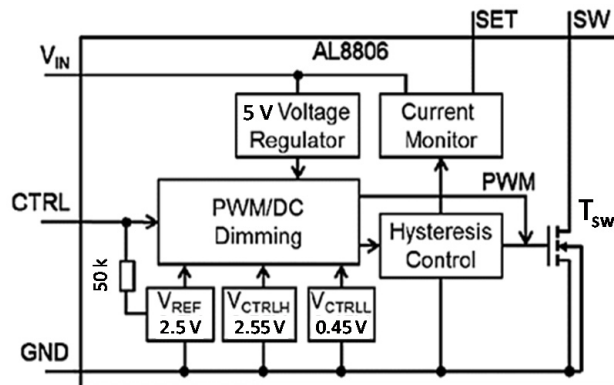 SET SW
V_IN AL8806
5 V Voltage
Regulator
Current
Monitor
CTRL
PWM/DC
Dimming
PWM
Hysteresis
Control
T_SW
50 k
V_REF
2.5 V
V_CTRLH
2.55 V
V_CTRLL
0.45 V
GND